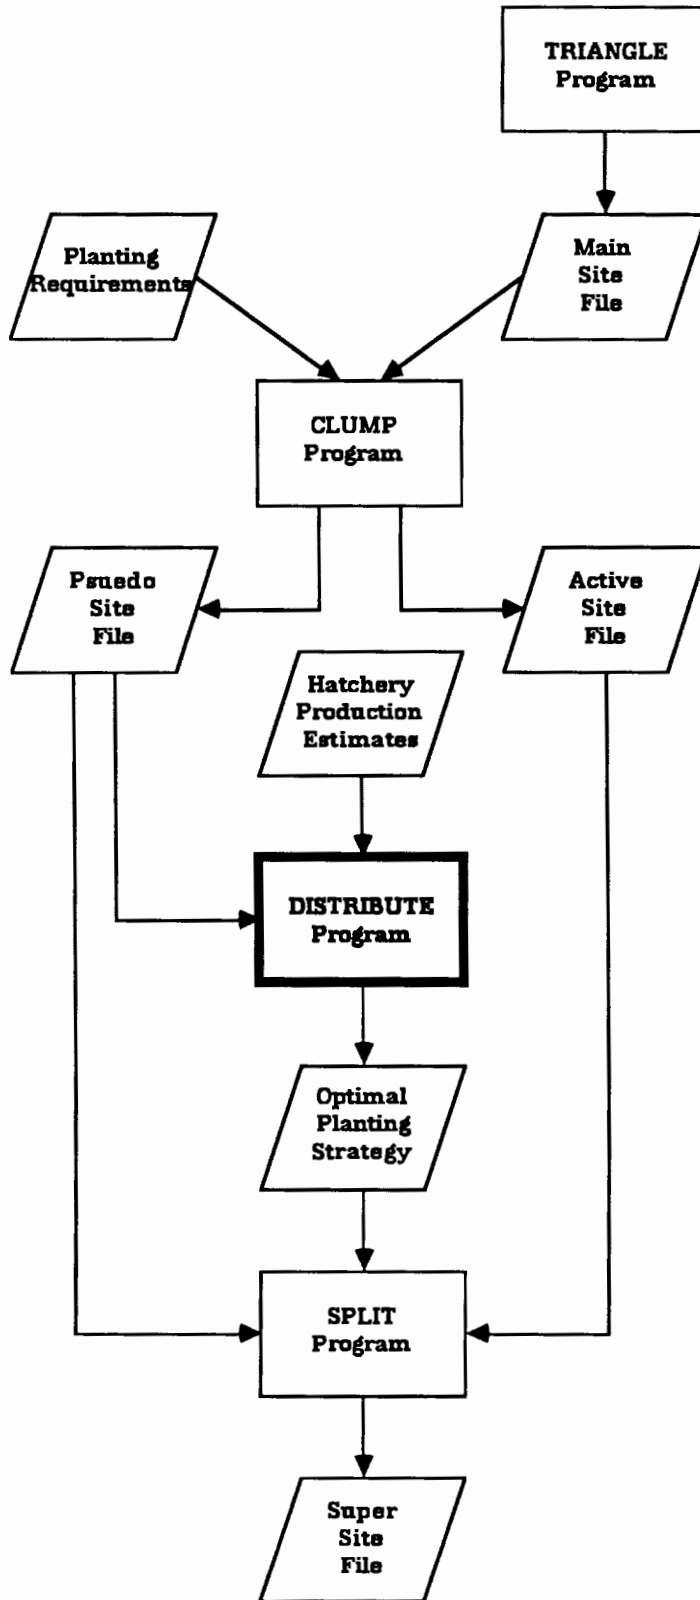 TRIANGLE
Program
Planting
Requirements
Main
Site
File
CLUMP
Program
Psuedo
Site
File
Active
Site
File
Hatchery
Production
Estimates
DISTRIBUTE
Program
Optimal
Planting
Strategy
SPLIT
Program
Super
Site
File